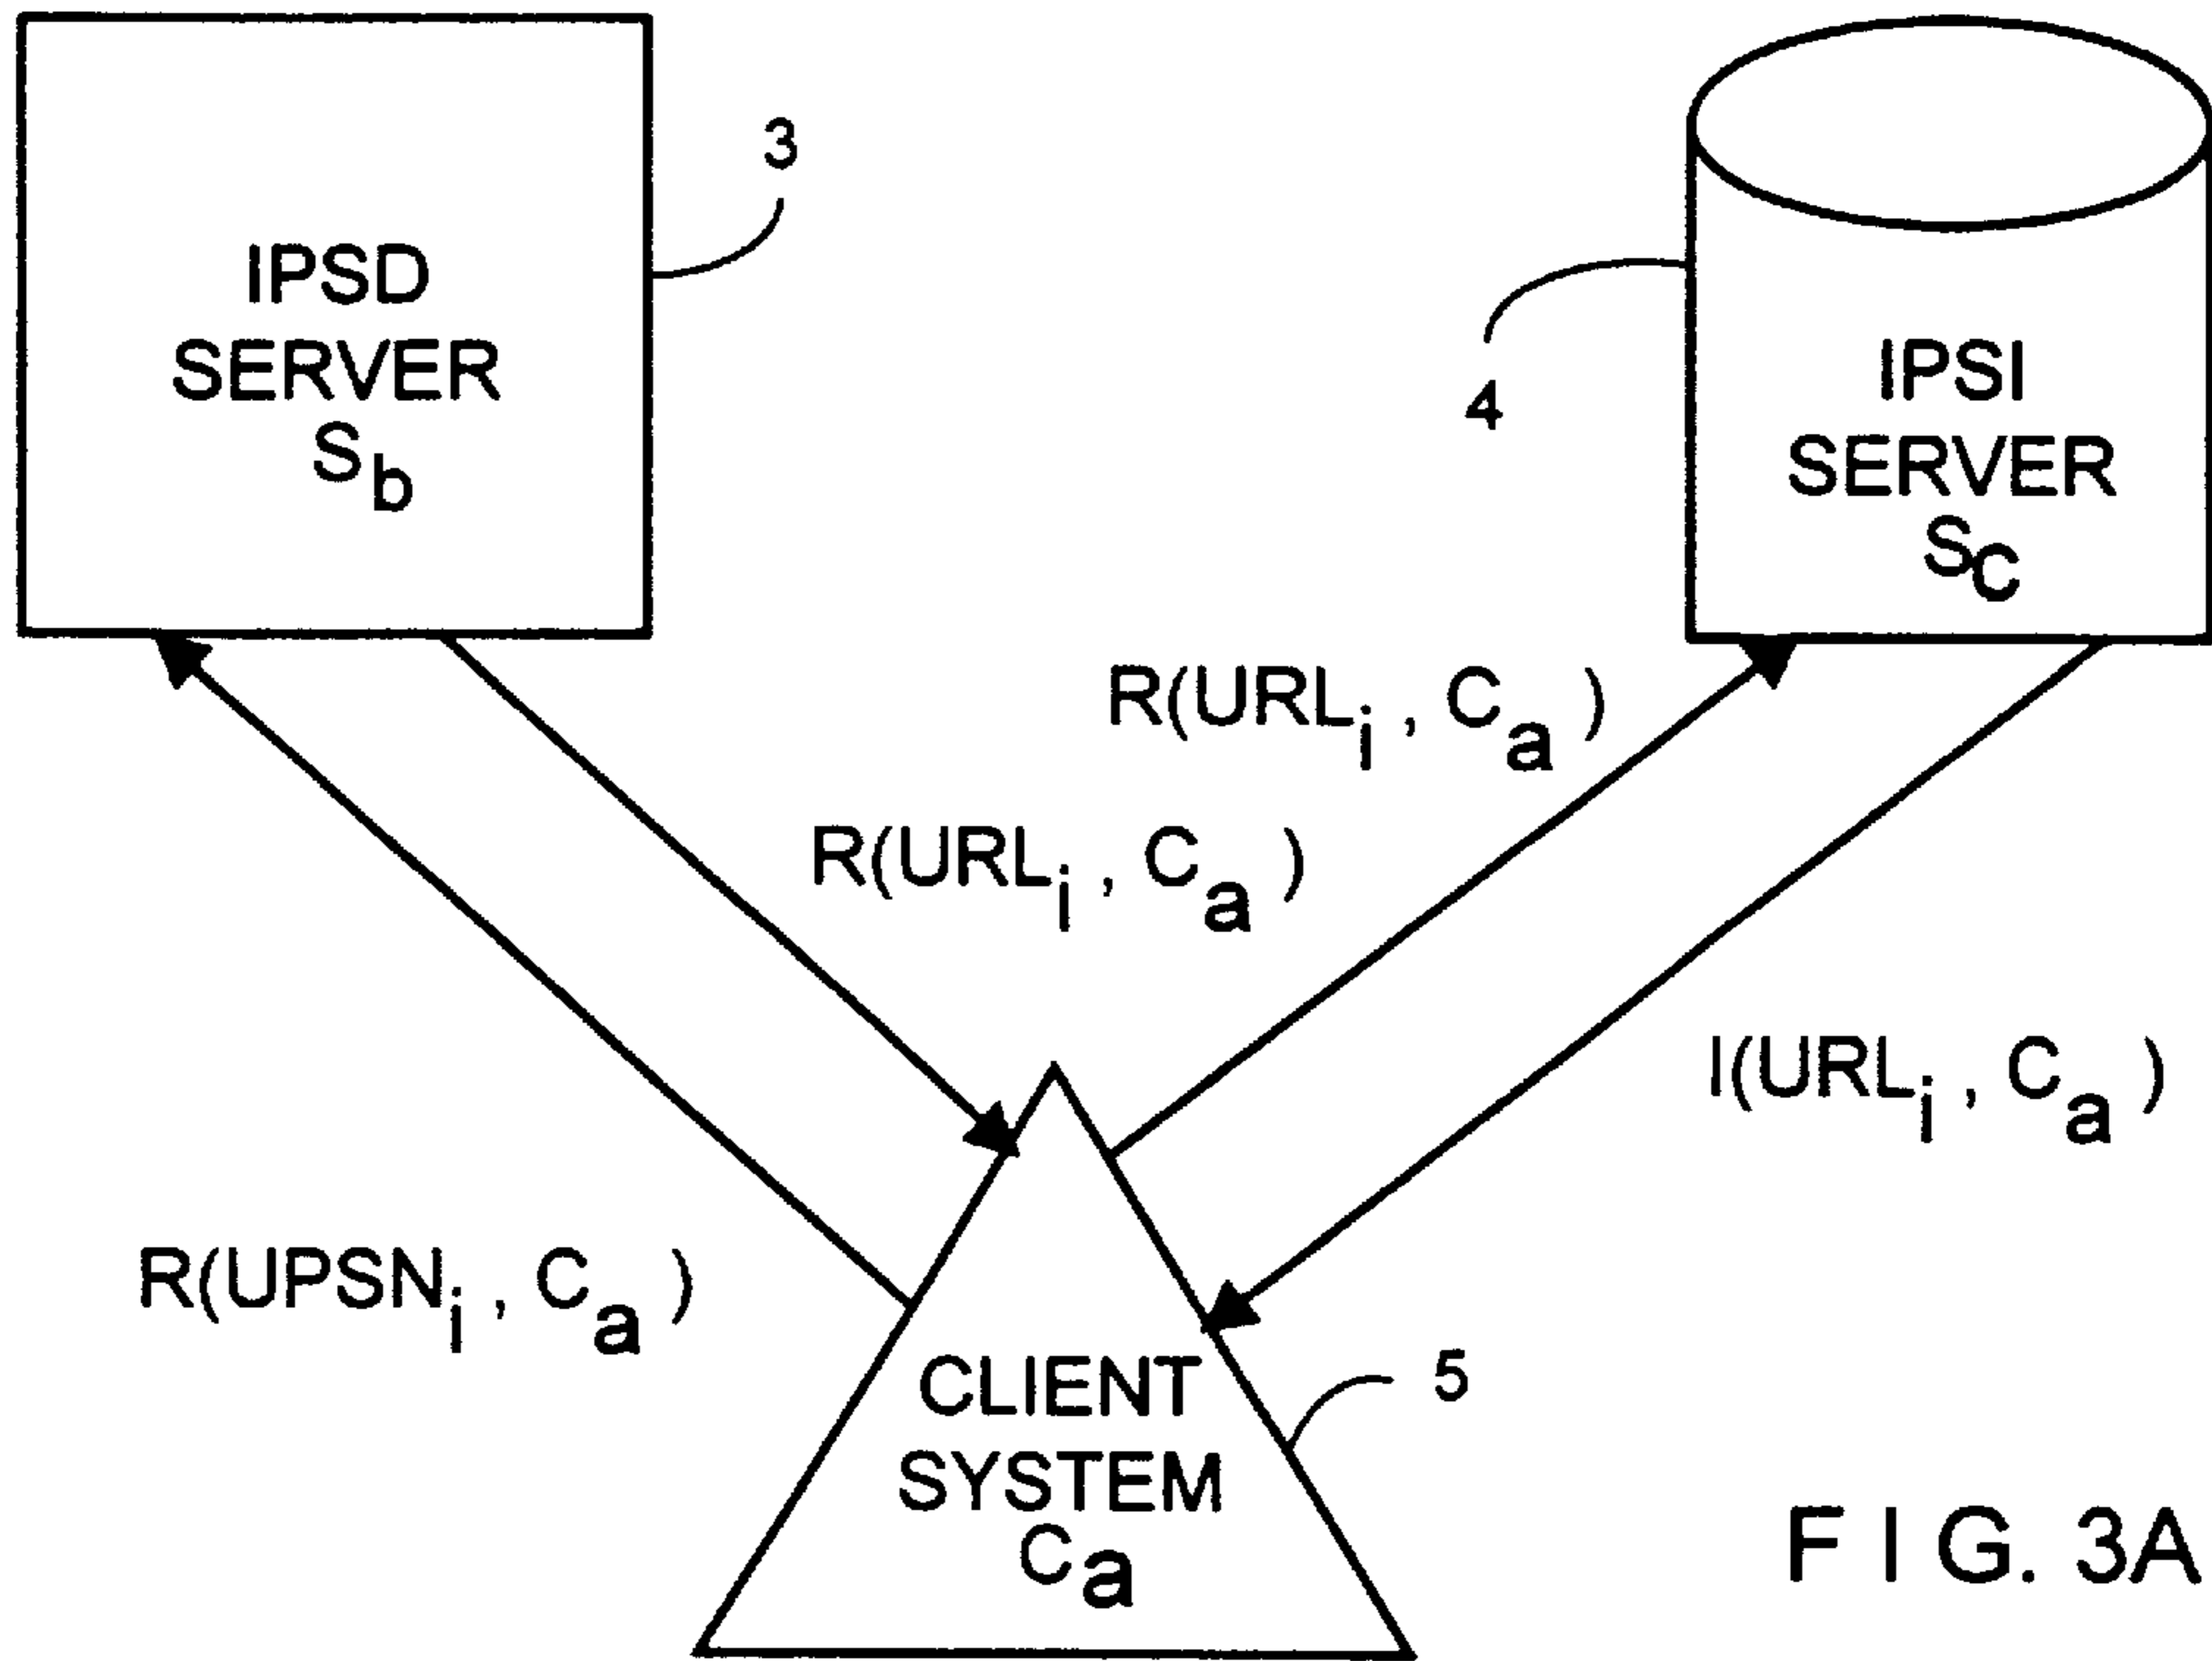 IPSD
SERVER
S_b
3
4
IPSI
SERVER
S_C
R(URL_i, C_a)
R(URL_i, C_a)
I(URL_i, C_a)
R(UPSN_i, C_a)
CLIENT
SYSTEM
C_a
5
FIG. 3A